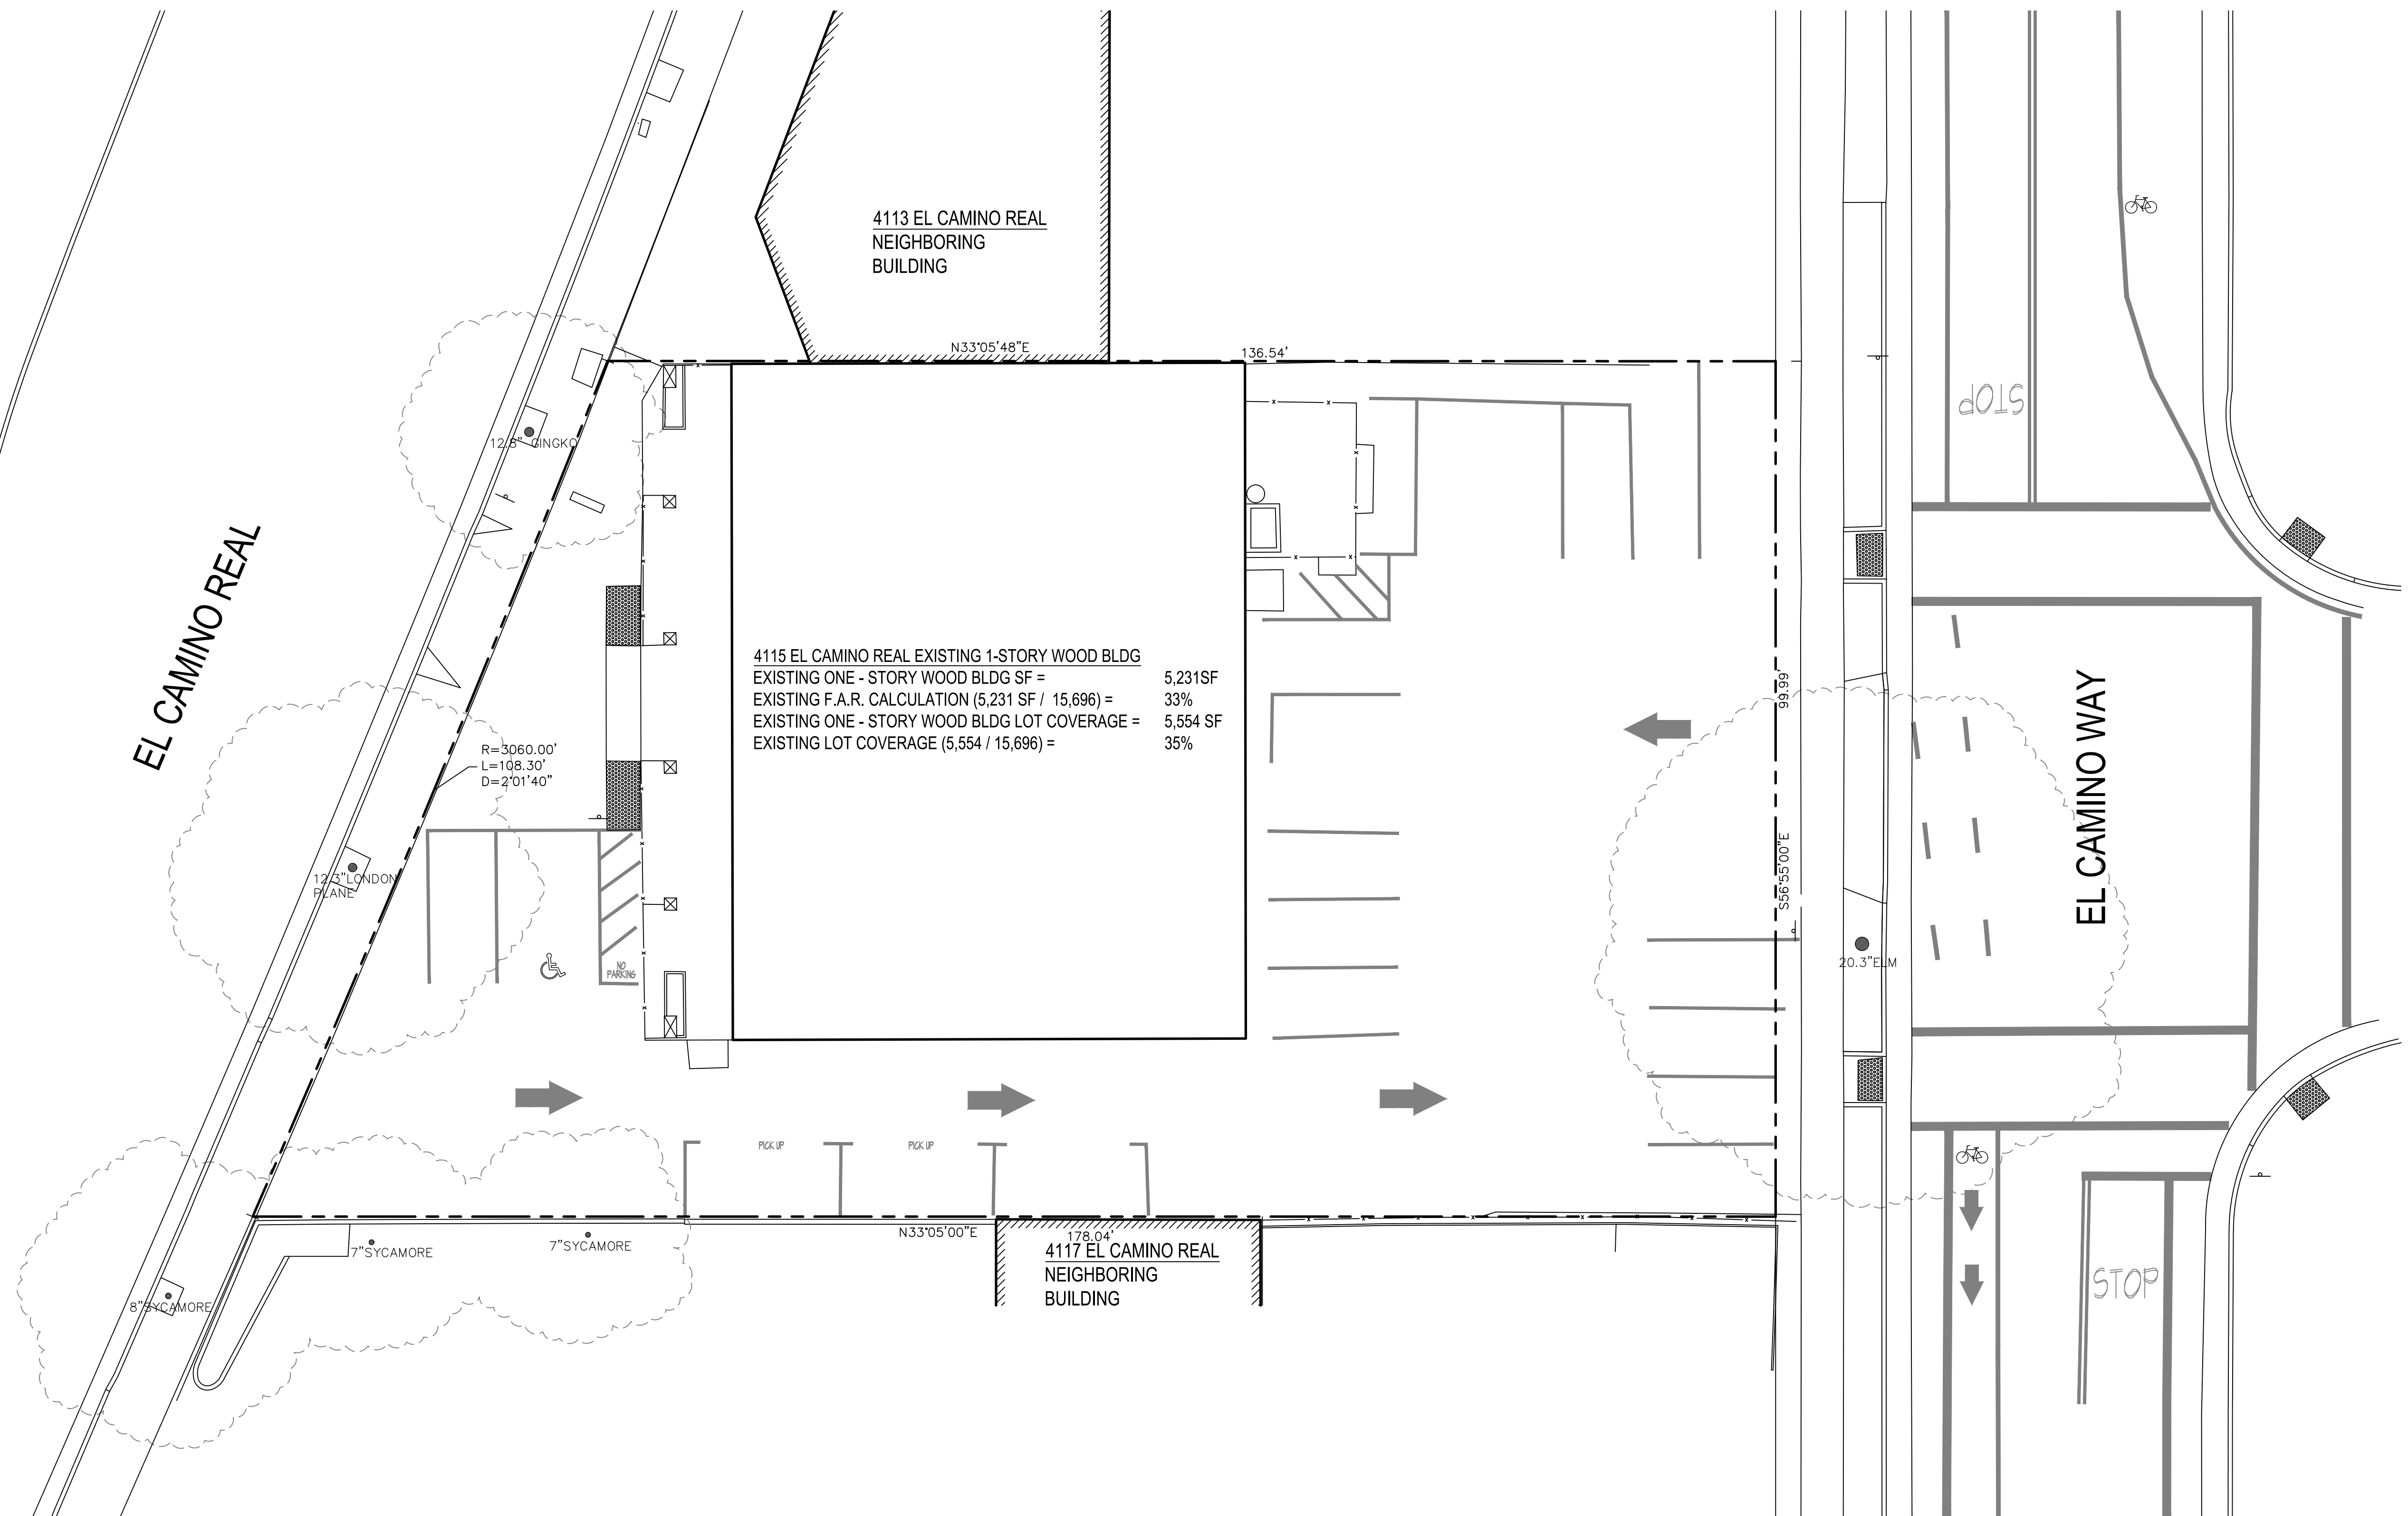 4113 EL CAMINO REAL
NEIGHBORING
BUILDING
N33°05'48"E
136.54'
STOP
12.8" GINGKO
EL CAMINO REAL
4115 EL CAMINO REAL EXISTING 1-STORY WOOD BLDG
EXISTING ONE - STORY WOOD BLDG SF = 5,231SF
EXISTING F.A.R. CALCULATION (5,231 SF / 15,696) = 33%
EXISTING ONE - STORY WOOD BLDG LOT COVERAGE = 5,554 SF
EXISTING LOT COVERAGE (5,554 / 15,696) = 35%
99.99'
S56°55'00"E
EL CAMINO WAY
R=3060.00'
L=108.30'
D=2°01'40"
12.3"LONDON
PLANE
NO
PARKING
20.3"ELM
PICK UP
PICK UP
N33°05'00"E
178.04'
7"SYCAMORE
7"SYCAMORE
4117 EL CAMINO REAL
NEIGHBORING
BUILDING
8"SYCAMORE
STOP